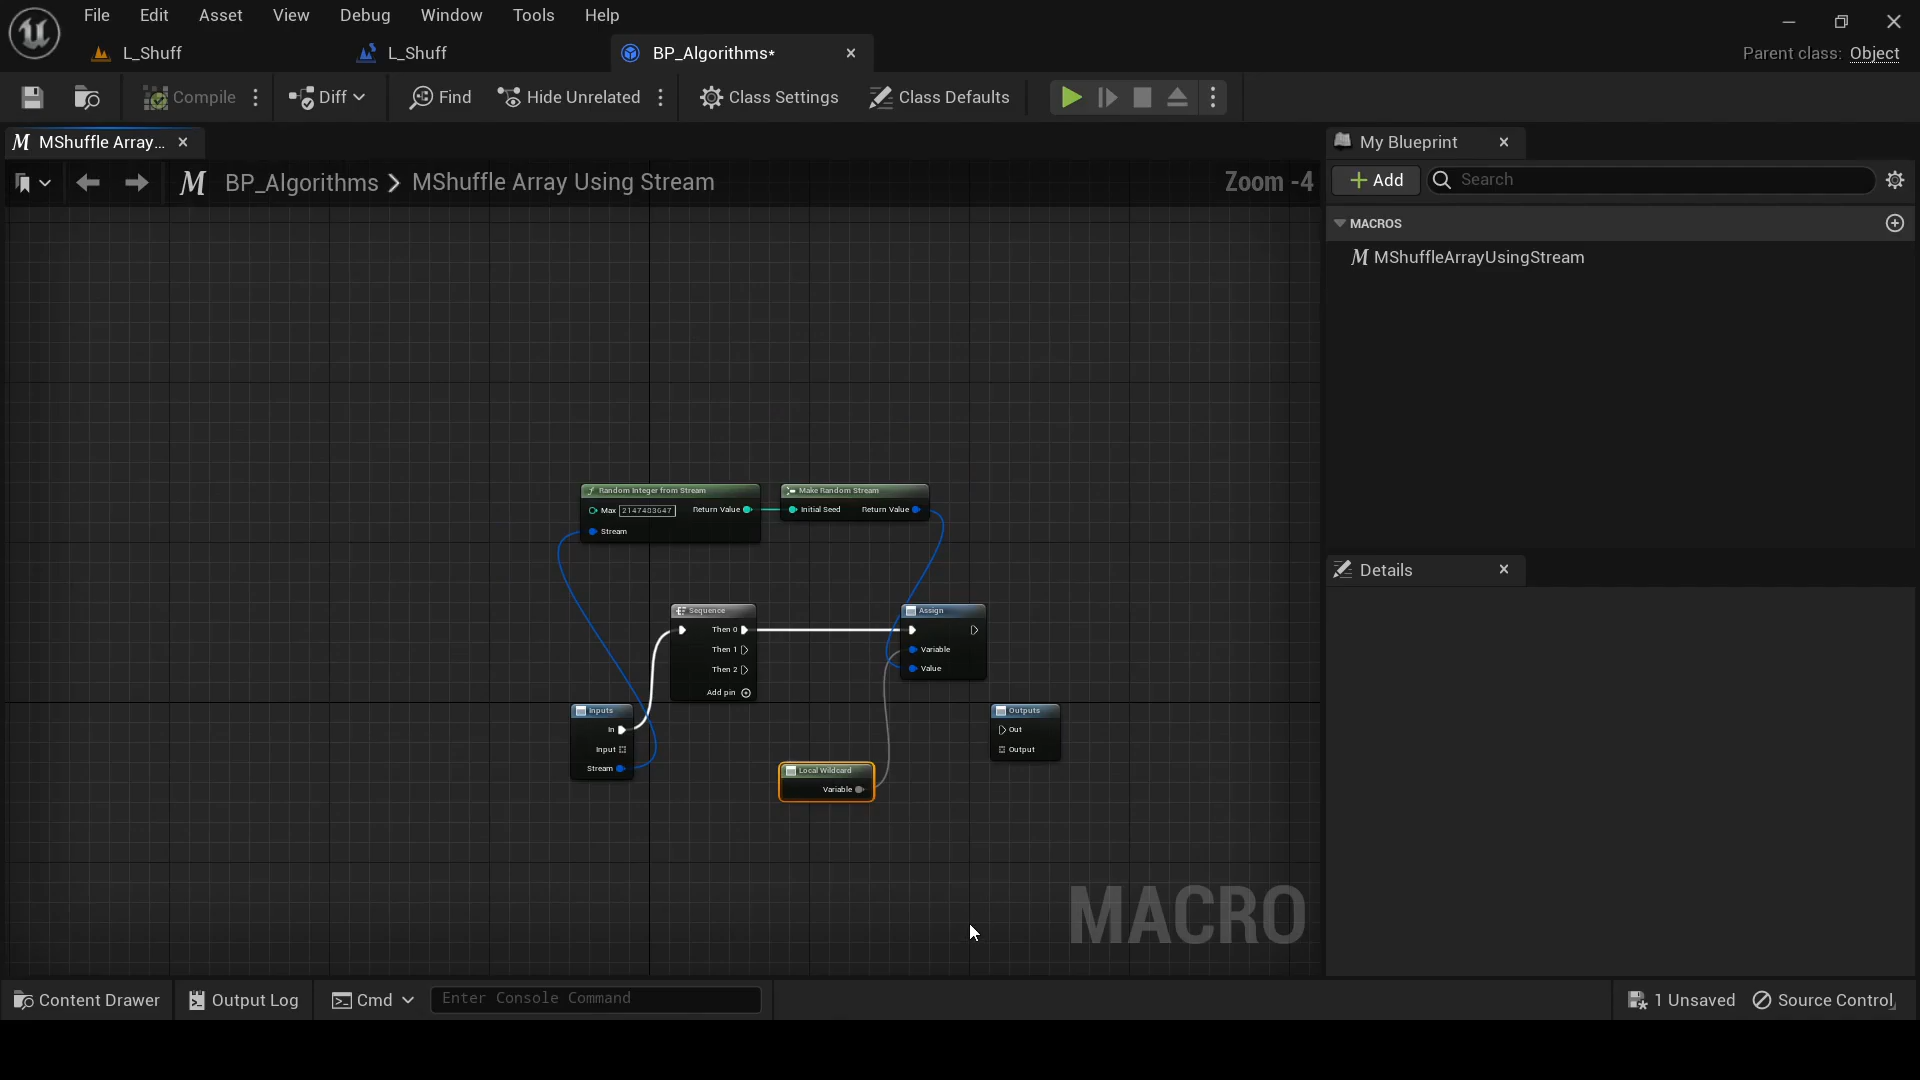 File Edit Asset View Debug Window Tools Help
L_Shuff L_Shuff BP_Algorithms* Parent class: Object
Compile Diff Find Hide Unrelated Class Settings Class Defaults
MShuffle Array… My Blueprint
BP_Algorithms MShuffle Array Using Stream Zoom -4
Add Search
MACROS
MShuffleArrayUsingStream
Random Integer from Stream
Max 2147483647 Return Value
Stream
Make Random Stream
Initial Seed Return Value
Sequence
Then 0
Then 1
Then 2
Add pin
Assign
Variable
Value
Inputs
In
Input
Stream
Outputs
Out
Output
Local Wildcard
Variable
Details
MACRO
Content Drawer Output Log Cmd Enter Console Command 1 Unsaved Source Control